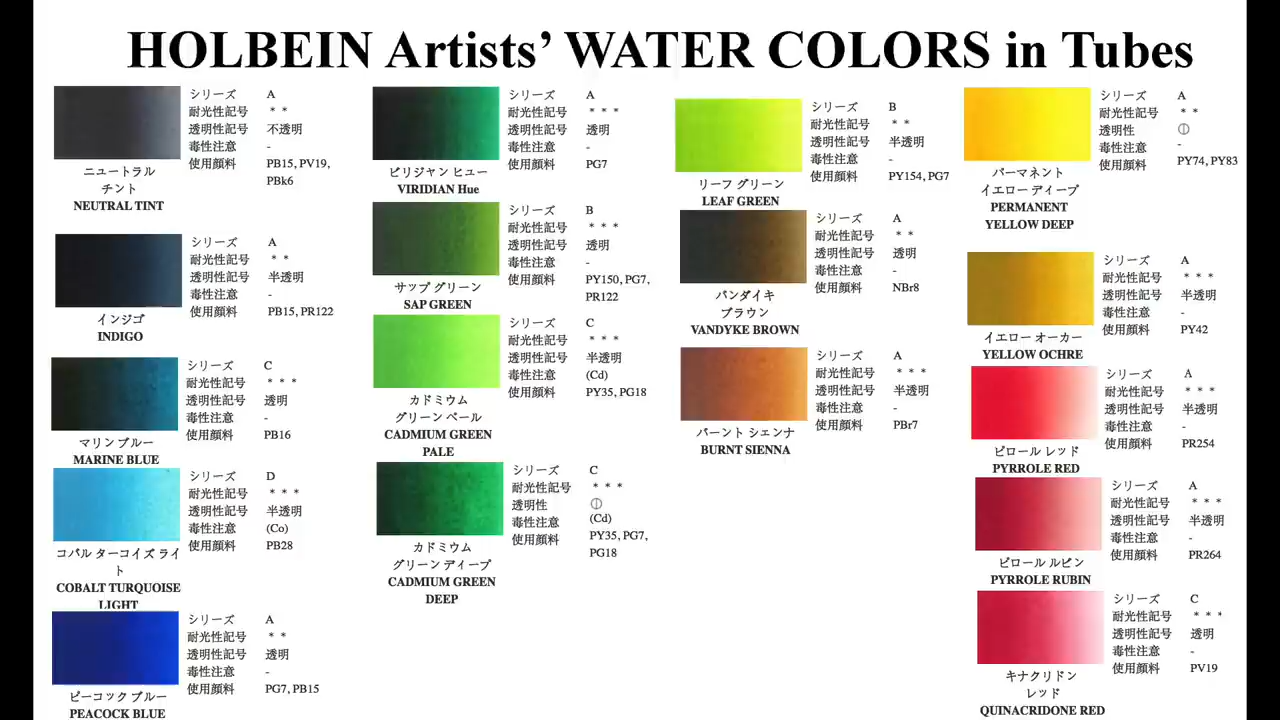 HOLBEIN Artists' WATER COLORS in Tubes
シリーズ A
耐光性記号 * *
透明性記号 不透明
毒性注意 -
使用顔料 PB15, PV19,
PBk6
ニュートラル
チント
NEUTRAL TINT
シリーズ A
耐光性記号 * *
透明性記号 半透明
毒性注意 -
使用顔料 PB15, PR122
インジゴ
INDIGO
シリーズ C
耐光性記号 * * *
透明性記号 透明
毒性注意 -
使用顔料 PB16
マリン ブルー
MARINE BLUE
シリーズ D
耐光性記号 * * *
透明性記号 半透明
毒性注意 (Co)
使用顔料 PB28
コバル ターコイズ ライ
ト
COBALT TURQUOISE
LIGHT
シリーズ A
耐光性記号 * *
透明性記号 透明
毒性注意 -
使用顔料 PG7, PB15
ピーコック ブルー
PEACOCK BLUE
シリーズ A
耐光性記号 * * *
透明性記号 透明
毒性注意 -
使用顔料 PG7
ビリジャン ヒュー
VIRIDIAN Hue
シリーズ B
耐光性記号 * * *
透明性記号 透明
毒性注意 -
使用顔料 PY150, PG7,
PR122
サップ グリーン
SAP GREEN
シリーズ C
耐光性記号 * * *
透明性記号 半透明
毒性注意 (Cd)
使用顔料 PY35, PG18
カドミウム
グリーン ペール
CADMIUM GREEN
PALE
シリーズ C
耐光性記号 * * *
透明性 ⦶
毒性注意 (Cd)
使用顔料 PY35, PG7,
PG18
カドミウム
グリーン ディープ
CADMIUM GREEN
DEEP
シリーズ B
耐光性記号 * *
透明性記号 半透明
毒性注意 -
使用顔料 PY154, PG7
リーフ グリーン
LEAF GREEN
シリーズ A
耐光性記号 * *
透明性記号 透明
毒性注意 -
使用顔料 NBr8
バンダイキ
ブラウン
VANDYKE BROWN
シリーズ A
耐光性記号 * * *
透明性記号 半透明
毒性注意 -
使用顔料 PBr7
バーント シェンナ
BURNT SIENNA
シリーズ A
耐光性記号 * *
透明性 ⦶
毒性注意 -
使用顔料 PY74, PY83
パーマネント
イエロー ディープ
PERMANENT
YELLOW DEEP
シリーズ A
耐光性記号 * * *
透明性記号 半透明
毒性注意 -
使用顔料 PY42
イエロー オーカー
YELLOW OCHRE
シリーズ A
耐光性記号 * * *
透明性記号 半透明
毒性注意 -
使用顔料 PR254
ピロール レッド
PYRROLE RED
シリーズ A
耐光性記号 * * *
透明性記号 半透明
毒性注意 -
使用顔料 PR264
ピロール ルビン
PYRROLE RUBIN
シリーズ C
耐光性記号 * * *
透明性記号 透明
毒性注意 -
使用顔料 PV19
キナクリドン
レッド
QUINACRIDONE RED